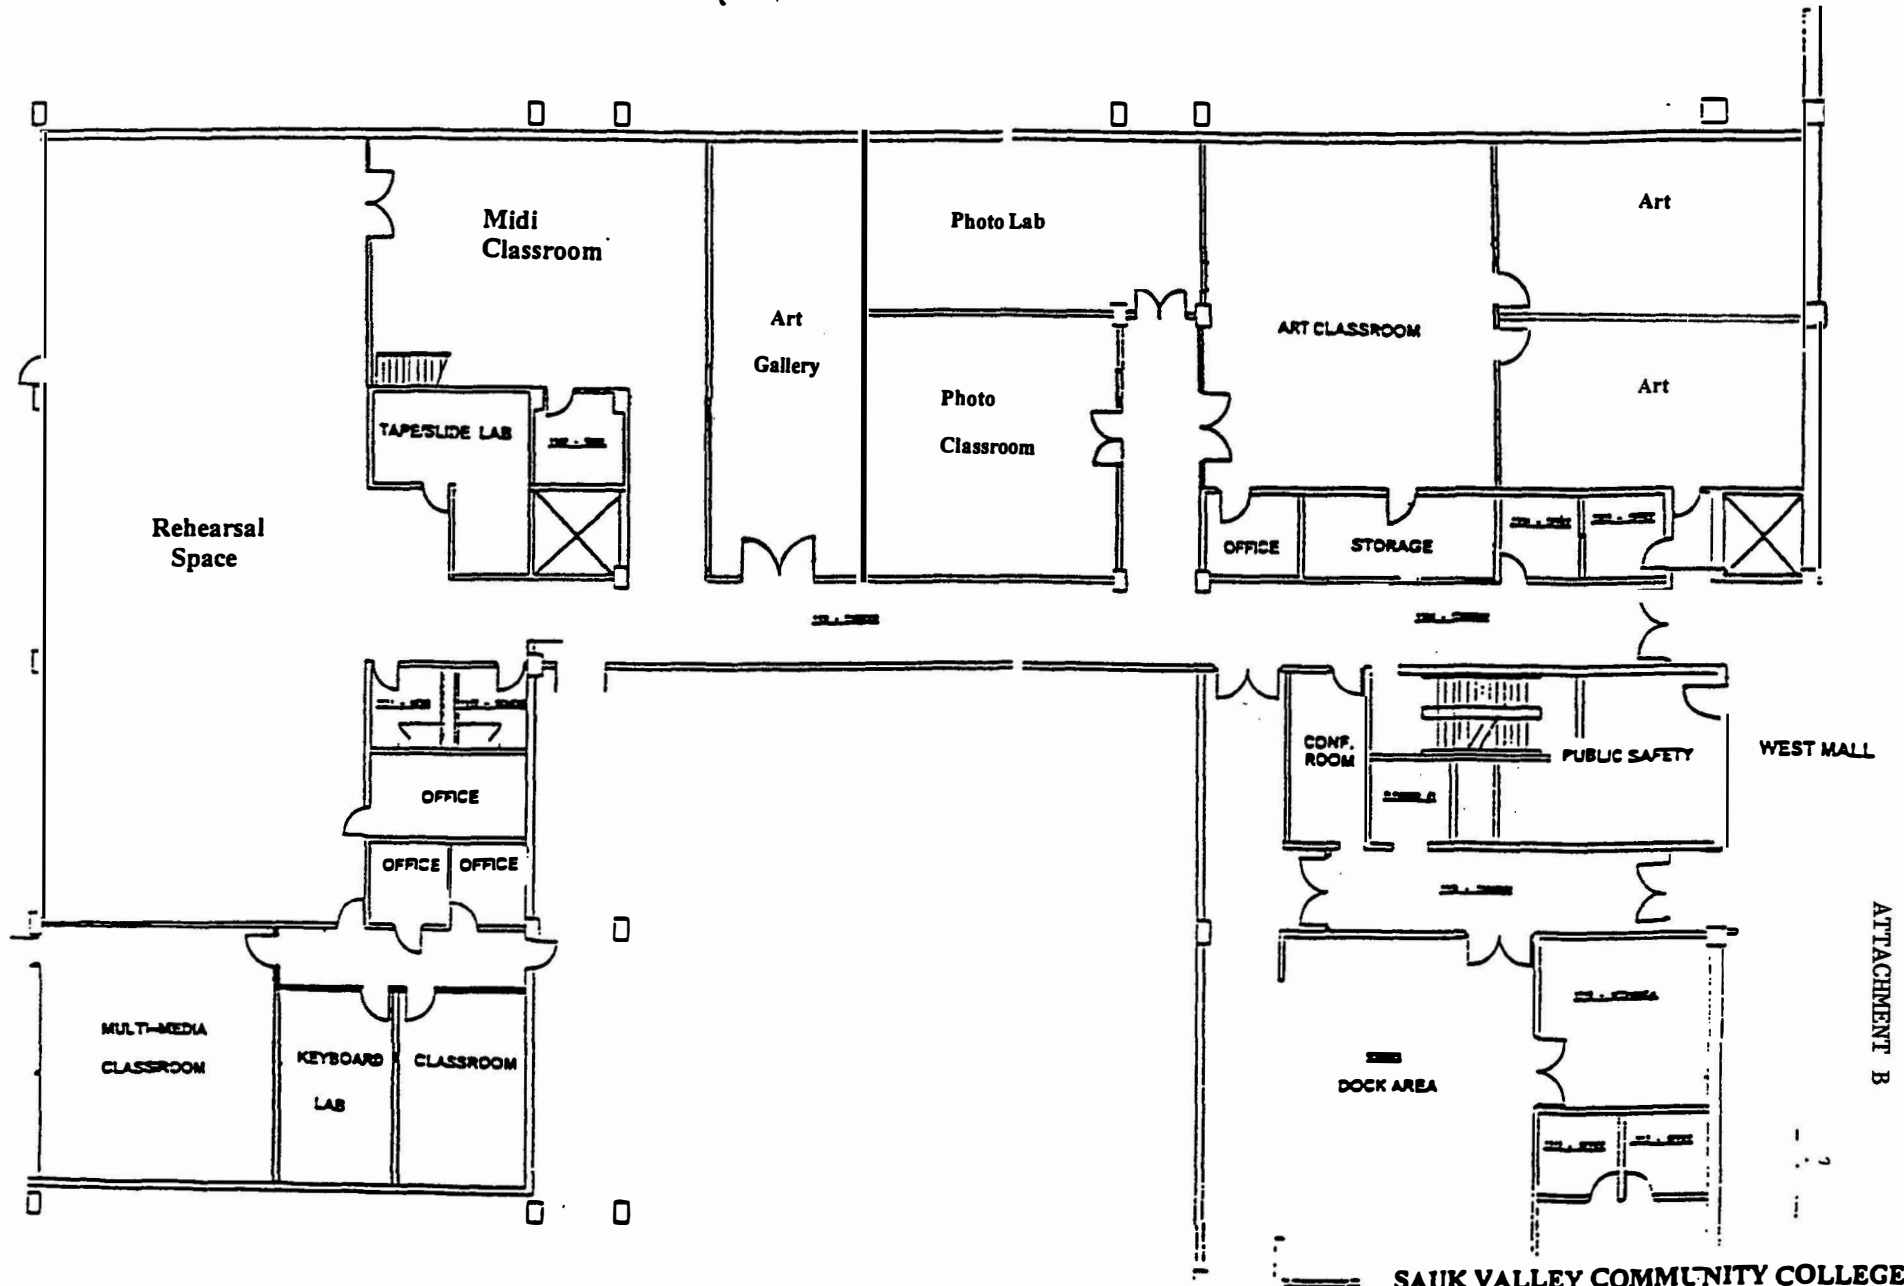 Midi
Classroom
Photo Lab
Art
Art
Gallery
ART CLASSROOM
Art
Photo
Classroom
TAPE/SLIDE LAB
Rehearsal
Space
OFFICE
STORAGE
CONF.
ROOM
PUBLIC SAFETY
WEST MALL
OFFICE
OFFICE
OFFICE
MULTI-MEDIA
CLASSROOM
KEYBOARD
LAB
CLASSROOM
DOCK AREA
ATTACHMENT B
SAUK VALLEY COMMUNITY COLLEGE